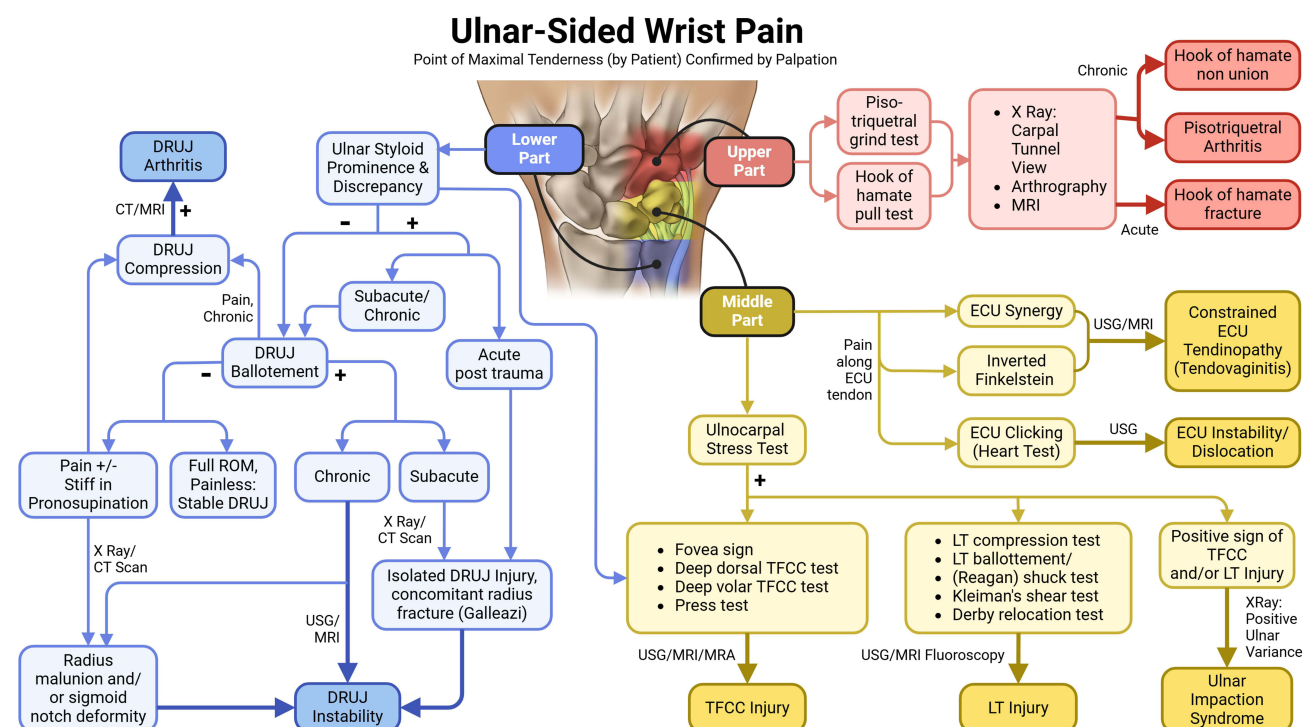 Ulnar-Sided Wrist Pain
Point of Maximal Tenderness (by Patient) Confirmed by Palpation
DRUJ
Arthritis
CT/MRI +
DRUJ
Compression
Pain,
Chronic
Ulnar Styloid
Prominence &
Discrepancy
- +
Lower
Part
Subacute/
Chronic
DRUJ
Ballotement
- +
Acute
post trauma
Pain +/-
Stiff in
Pronosupination
Full ROM,
Painless:
Stable DRUJ
Chronic
Subacute
X Ray/
CT Scan
X Ray/
CT Scan
Isolated DRUJ Injury,
concomitant radius
fracture (Galleazi)
USG/
MRI
Radius
malunion and/
or sigmoid
notch deformity
DRUJ
Instability
Upper
Part
Piso-
triquetral
grind test
Hook of
hamate
pull test
• X Ray:
Carpal
Tunnel
View
• Arthrography
• MRI
Chronic
Acute
Hook of hamate
non union
Pisotriquetral
Arthritis
Hook of hamate
fracture
Middle
Part
Pain
along
ECU
tendon
ECU Synergy
Inverted
Finkelstein
USG/MRI
Constrained
ECU
Tendinopathy
(Tendovaginitis)
ECU Clicking
(Heart Test)
USG
ECU Instability/
Dislocation
Ulnocarpal
Stress Test
+
• Fovea sign
• Deep dorsal TFCC test
• Deep volar TFCC test
• Press test
USG/MRI/MRA
TFCC Injury
• LT compression test
• LT ballottement/
• (Reagan) shuck test
• Kleiman's shear test
• Derby relocation test
USG/MRI Fluoroscopy
LT Injury
Positive sign of
TFCC
and/or LT Injury
XRay:
Positive
Ulnar
Variance
Ulnar
Impaction
Syndrome